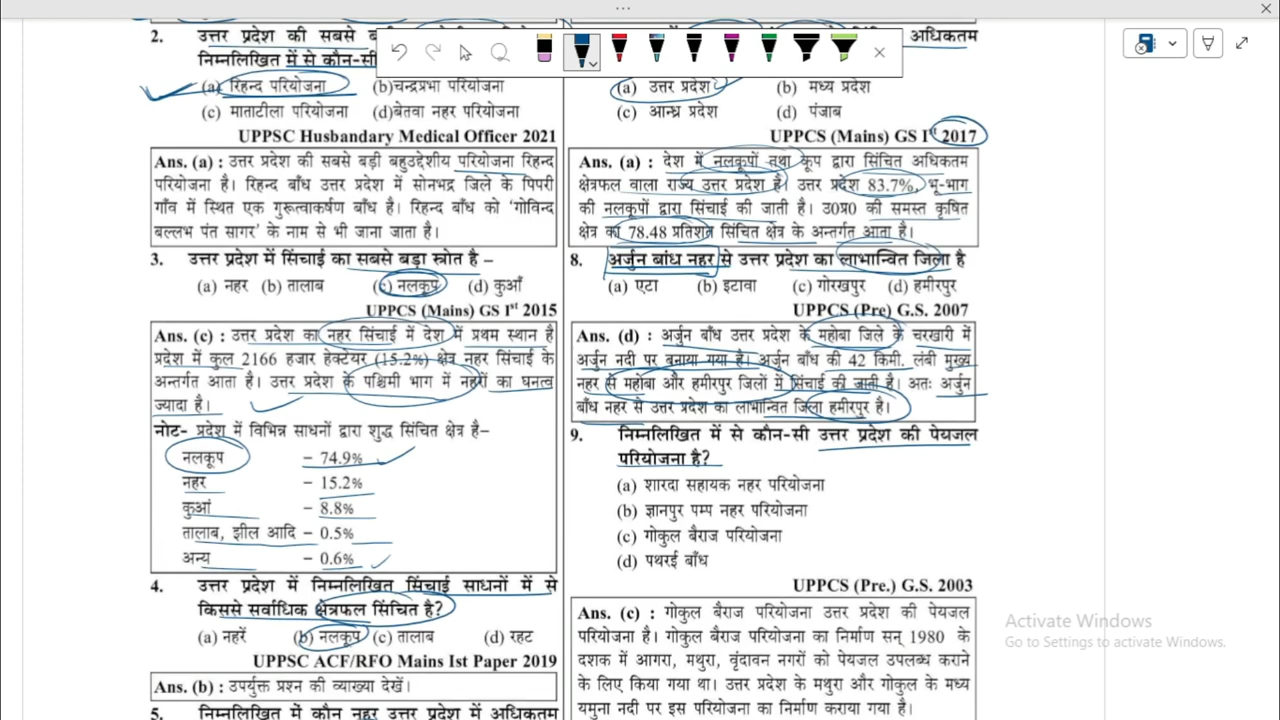 2. उत्तर प्रदेश की सबसे
निम्नलिखित में से कौन-सी
(a) रिहन्द परियोजना (b)चन्द्रप्रभा परियोजना
(c) माताटीला परियोजना (d)बेतवा नहर परियोजना
UPPSC Husbandary Medical Officer 2021
Ans. (a) : उत्तर प्रदेश की सबसे बड़ी बहुउद्देशीय परियोजना रिहन्द
परियोजना है। रिहन्द बाँध उत्तर प्रदेश में सोनभद्र जिले के पिपरी
गाँव में स्थित एक गुरूत्वाकर्षण बाँध है। रिहन्द बाँध को ‘गोविन्द
बल्लभ पंत सागर’ के नाम से भी जाना जाता है।
3. उत्तर प्रदेश में सिंचाई का सबसे बड़ा स्त्रोत है –
(a) नहर (b) तालाब (c) नलकूप (d) कुआँ
UPPCS (Mains) GS Ist 2015
Ans. (c) : उत्तर प्रदेश का नहर सिंचाई में देश में प्रथम स्थान है
प्रदेश में कुल 2166 हजार हेक्टेयर (15.2%) क्षेत्र नहर सिंचाई के
अन्तर्गत आता है। उत्तर प्रदेश के पश्चिमी भाग में नहरों का घनत्व
ज्यादा है।
नोट- प्रदेश में विभिन्न साधनों द्वारा शुद्ध सिंचित क्षेत्र है–
नलकूप – 74.9%
नहर – 15.2%
कुआं – 8.8%
तालाब, झील आदि – 0.5%
अन्य – 0.6%
4. उत्तर प्रदेश में निम्नलिखित सिंचाई साधनों में से
किससे सर्वाधिक क्षेत्रफल सिंचित है?
(a) नहरें (b) नलकूप (c) तालाब (d) रहट
UPPSC ACF/RFO Mains Ist Paper 2019
Ans. (b) : उपर्युक्त प्रश्न की व्याख्या देखें।
5. निम्नलिखित में कौन नहर उत्तर प्रदेश में अधिकतम
अधिकतम
(a) उत्तर प्रदेश (b) मध्य प्रदेश
(c) आन्ध्र प्रदेश (d) पंजाब
UPPCS (Mains) GS Ist 2017
Ans. (a) : देश में नलकूपों तथा कूप द्वारा सिंचित अधिकतम
क्षेत्रफल वाला राज्य उत्तर प्रदेश है। उत्तर प्रदेश 83.7%, भू-भाग
की नलकूपों द्वारा सिंचाई की जाती है। उ0प्र0 की समस्त कृषित
क्षेत्र का 78.48 प्रतिशत सिंचित क्षेत्र के अन्तर्गत आता है।
8. अर्जुन बांध नहर से उत्तर प्रदेश का लाभान्वित जिला है
(a) एटा (b) इटावा (c) गोरखपुर (d) हमीरपुर
UPPCS (Pre) G.S. 2007
Ans. (d) : अर्जुन बाँध उत्तर प्रदेश के महोबा जिले के चरखारी में
अर्जुन नदी पर बनाया गया है। अर्जुन बाँध की 42 किमी. लंबी मुख्य
नहर से महोबा और हमीरपुर जिलों में सिंचाई की जाती है। अतः अर्जुन
बाँध नहर से उत्तर प्रदेश का लाभान्वित जिला हमीरपुर है।
9. निम्नलिखित में से कौन-सी उत्तर प्रदेश की पेयजल
परियोजना है?
(a) शारदा सहायक नहर परियोजना
(b) ज्ञानपुर पम्प नहर परियोजना
(c) गोकुल बैराज परियोजना
(d) पथरई बाँध
UPPCS (Pre.) G.S. 2003
Ans. (c) : गोकुल बैराज परियोजना उत्तर प्रदेश की पेयजल
परियोजना है। गोकुल बैराज परियोजना का निर्माण सन् 1980 के
दशक में आगरा, मथुरा, वृंदावन नगरों को पेयजल उपलब्ध कराने
के लिए किया गया था। उत्तर प्रदेश के मथुरा और गोकुल के मध्य
यमुना नदी पर इस परियोजना का निर्माण कराया गया है।
Activate Windows
Go to Settings to activate Windows.